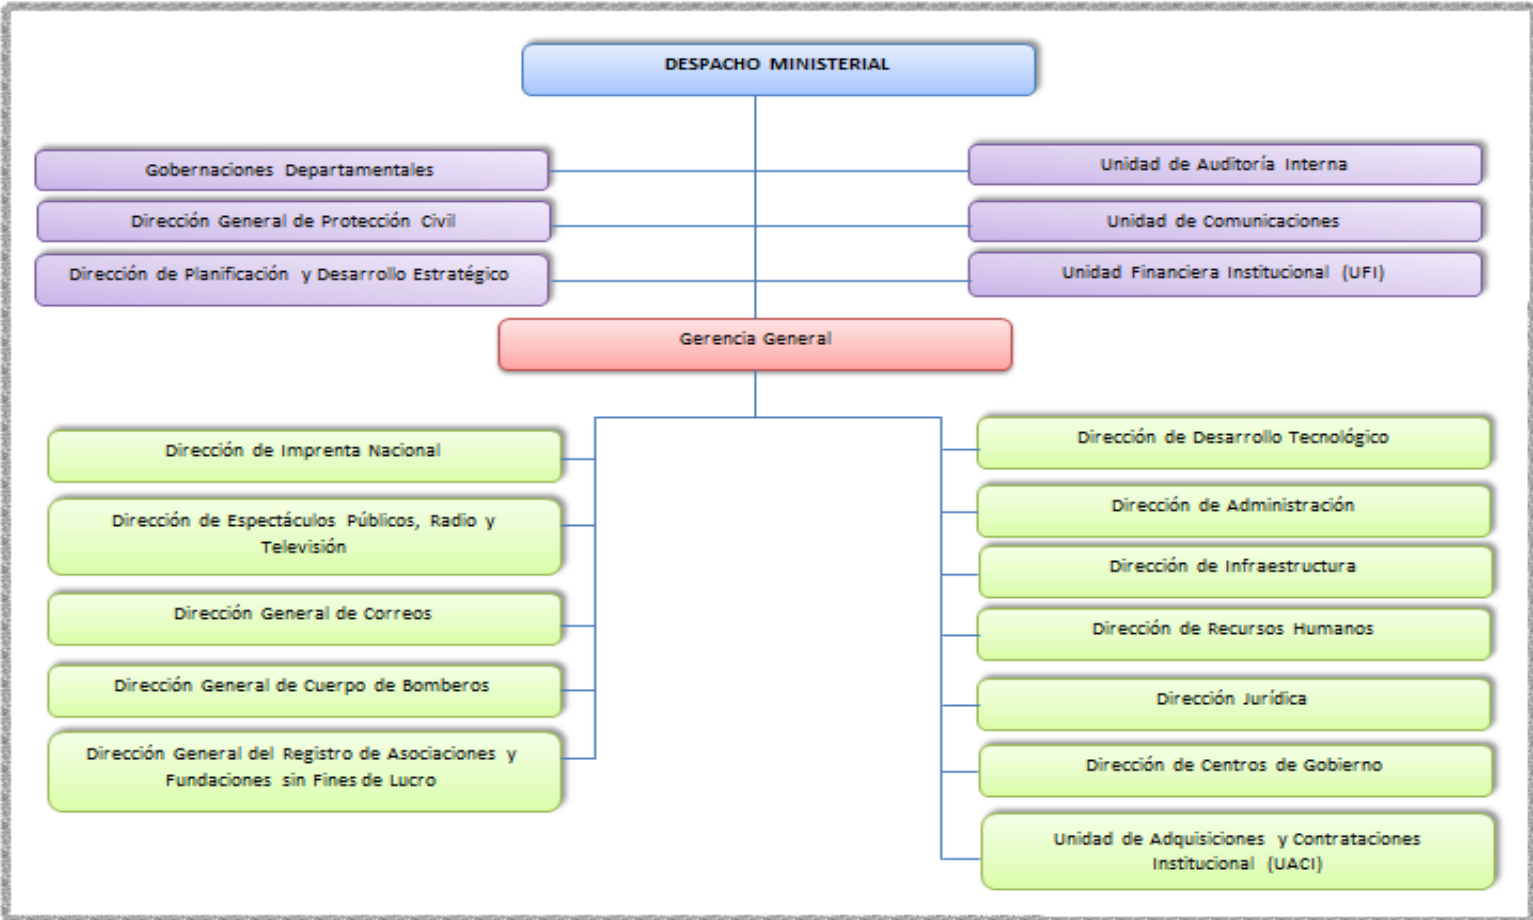 DESPACHO MINISTERIAL
Gobernaciones Departamentales
Dirección General de Protección Civil
Dirección de Planificación y Desarrollo Estratégico
Unidad de Auditoría Interna
Unidad de Comunicaciones
Unidad Financiera Institucional (UFI)
Gerencia General
Dirección de Imprenta Nacional
Dirección de Espectáculos Públicos, Radio y
Televisión
Dirección General de Correos
Dirección General de Cuerpo de Bomberos
Dirección General del Registro de Asociaciones y
Fundaciones sin Fines de Lucro
Dirección de Desarrollo Tecnológico
Dirección de Administración
Dirección de Infraestructura
Dirección de Recursos Humanos
Dirección Jurídica
Dirección de Centros de Gobierno
Unidad de Adquisiciones y Contrataciones
Institucional (UACI)